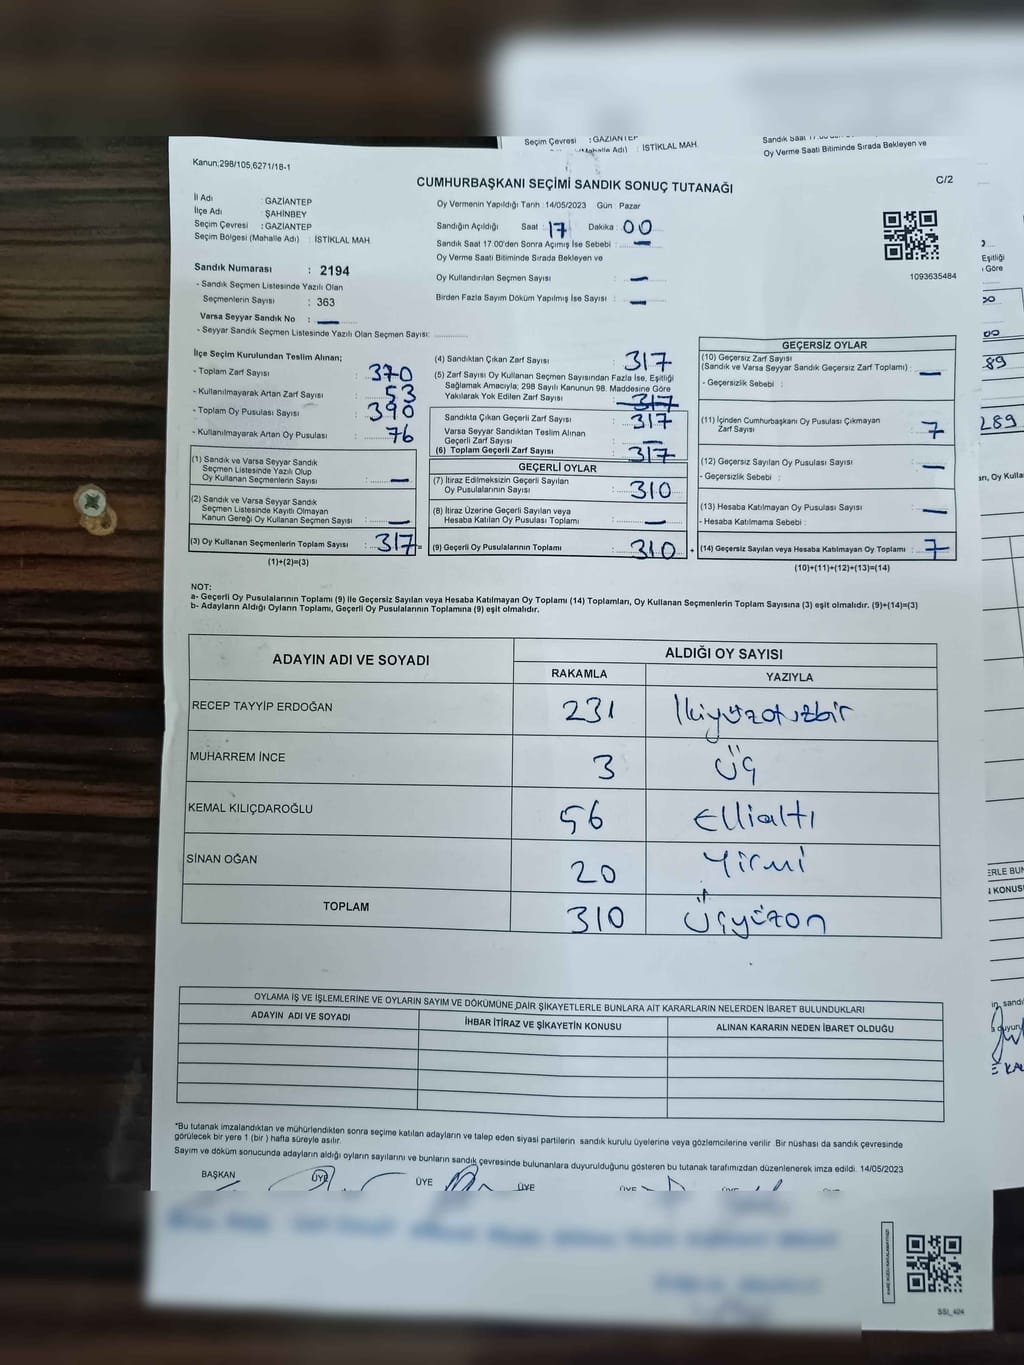 Seçim Çevresi : GAZİANTEP
(Mahalle Adı) : İSTİKLAL MAH.
Oy Verme Saati Bitiminde Sırada Bekleyen ve
Kanun;298/105,6271/18-1
C/2
CUMHURBAŞKANI SEÇİMİ SANDIK SONUÇ TUTANAĞI
İl Adı : GAZİANTEP
İlçe Adı : ŞAHİNBEY
Seçim Çevresi : GAZİANTEP
Seçim Bölgesi (Mahalle Adı) : İSTİKLAL MAH.
Sandık Numarası : 2194
- Sandık Seçmen Listesinde Yazılı Olan
Seçmenlerin Sayısı : 363
Varsa Seyyar Sandık No : —
- Seyyar Sandık Seçmen Listesinde Yazılı Olan Seçmen Sayısı:
Oy Vermenin Yapıldığı Tarih :14/05/2023 Gün : Pazar
Sandığın Açıldığı Saat : 17 Dakika : 00
Sandık Saat 17.00'den Sonra Açımış İse Sebebi : —
Oy Verme Saati Bitiminde Sırada Bekleyen ve
Oy Kullandırılan Seçmen Sayısı : —
Birden Fazla Sayım Döküm Yapılmış İse Sayısı : —
1093635484
İlçe Seçim Kurulundan Teslim Alınan;
- Toplam Zarf Sayısı : 370
- Kullanılmayarak Artan Zarf Sayısı : 53
- Toplam Oy Pusulası Sayısı : 390
- Kullanılmayarak Artan Oy Pusulası : 76
(1) Sandık ve Varsa Seyyar Sandık
Seçmen Listesinde Yazılı Olup
Oy Kullanan Seçmenlerin Sayısı : —
(2) Sandık ve Varsa Seyyar Sandık
Seçmen Listesinde Kayıtlı Olmayan
Kanun Gereği Oy Kullanan Seçmen Sayısı : —
(3) Oy Kullanan Seçmenlerin Toplam Sayısı : 317 =
(1)+(2)=(3)
(4) Sandıktan Çıkan Zarf Sayısı : 317
(5) Zarf Sayısı Oy Kullanan Seçmen Sayısından Fazla İse, Eşitliği
Sağlamak Amacıyla; 298 Sayılı Kanunun 98. Maddesine Göre
Yakılarak Yok Edilen Zarf Sayısı : 317
Sandıkta Çıkan Geçerli Zarf Sayısı : 317
Varsa Seyyar Sandıktan Teslim Alınan
Geçerli Zarf Sayısı : —
(6) Toplam Geçerli Zarf Sayısı : 317
GEÇERLİ OYLAR
(7) İtiraz Edilmeksizin Geçerli Sayılan
Oy Pusulalarının Sayısı : 310
(8) İtiraz Üzerine Geçerli Sayılan veya
Hesaba Katılan Oy Pusulası Toplamı : —
(9) Geçerli Oy Pusulalarının Toplamı : 310 +
GEÇERSİZ OYLAR
(10) Geçersiz Zarf Sayısı
(Sandık ve Varsa Seyyar Sandık Geçersiz Zarf Toplamı) : —
- Geçersizlik Sebebi :
(11) İçinden Cumhurbaşkanı Oy Pusulası Çıkmayan
Zarf Sayısı : 7
(12) Geçersiz Sayılan Oy Pusulası Sayısı : —
- Geçersizlik Sebebi :
(13) Hesaba Katılmayan Oy Pusulası Sayısı : —
- Hesaba Katılmama Sebebi :
(14) Geçersiz Sayılan veya Hesaba Katılmayan Oy Toplamı : 7
(10)+(11)+(12)+(13)=(14)
NOT:
a- Geçerli Oy Pusulalarının Toplamı (9) ile Geçersiz Sayılan veya Hesaba Katılmayan Oy Toplamı (14) Toplamları, Oy Kullanan Seçmenlerin Toplam Sayısına (3) eşit olmalıdır. (9)+(14)=(3)
b- Adayların Aldığı Oyların Toplamı, Geçerli Oy Pusulalarının Toplamına (9) eşit olmalıdır.
ADAYIN ADI VE SOYADI ALDIĞI OY SAYISI
RAKAMLA YAZIYLA
RECEP TAYYİP ERDOĞAN 231 İkiyüzotuzbir
MUHARREM İNCE 3 Üç
KEMAL KILIÇDAROĞLU 56 Ellialtı
SİNAN OĞAN 20 Yirmi
TOPLAM 310 Üçyüzon
OYLAMA İŞ VE İŞLEMLERİNE VE OYLARIN SAYIM VE DÖKÜMÜNE DAİR ŞİKAYETLERLE BUNLARA AİT KARARLARIN NELERDEN İBARET BULUNDUKLARI
ADAYIN ADI VE SOYADI İHBAR İTİRAZ VE ŞİKAYETİN KONUSU ALINAN KARARIN NEDEN İBARET OLDUĞU
*Bu tutanak imzalandıktan ve mühürlendikten sonra seçime katılan adayların ve talep eden siyasi partilerin sandık kurulu üyelerine veya gözlemcilerine verilir. Bir nüshası da sandık çevresinde
görülecek bir yere 1 (bir) hafta süreyle asılır.
Sayım ve döküm sonucunda adayların aldığı oyların sayılarını ve bunların sandık çevresinde bulunanlara duyurulduğunu gösteren bu tutanak tarafımızdan düzenlenerek imza edildi. 14/05/2023
BAŞKAN ÜYE ÜYE ÜYE ÜYE ÜYE
Eşitliği
Göre
89
289
SSI_404